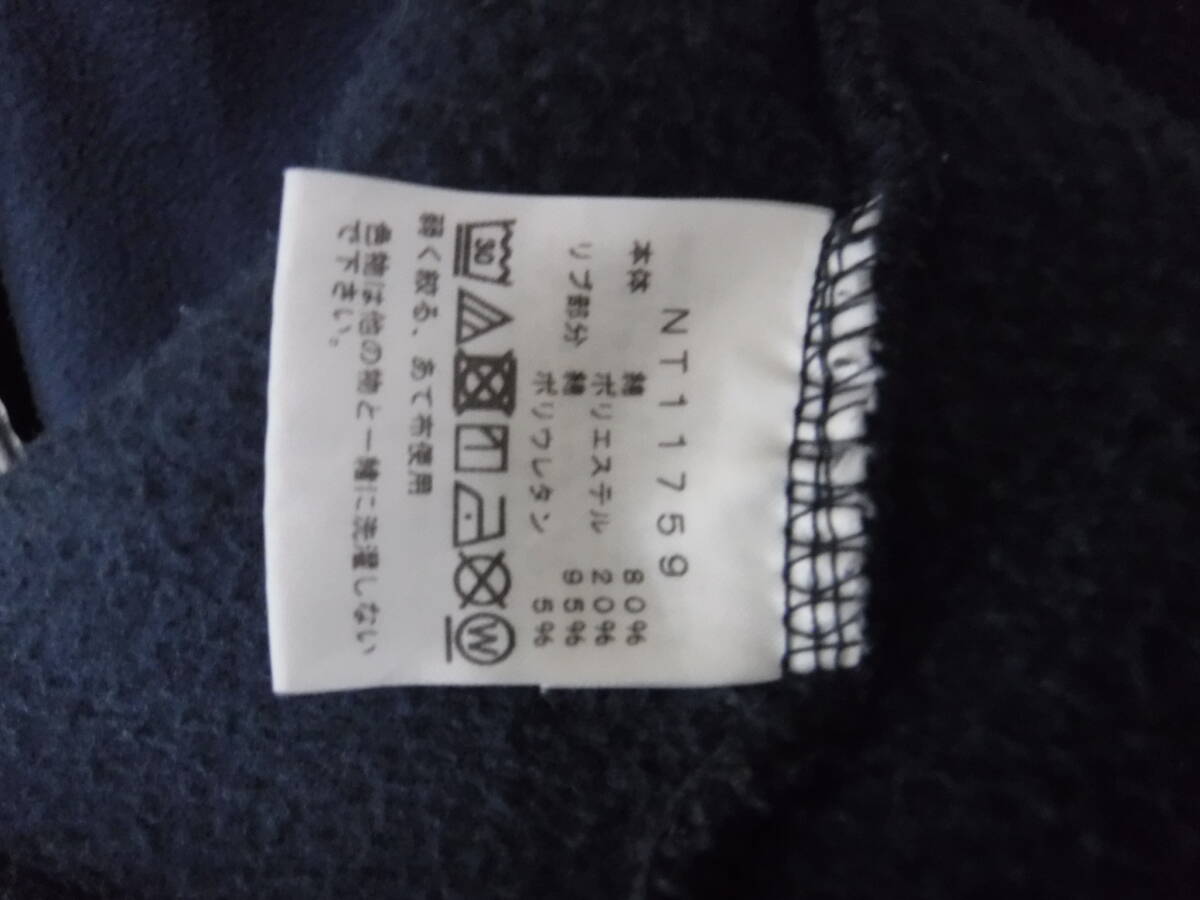 NT11759
本体 綿 80%
ポリエステル 20%
リブ部分 綿 95%
ポリウレタン 5%
30 W
弱く絞る、あて布使用
色物は他の物と一緒に洗濯しない
で下さい。